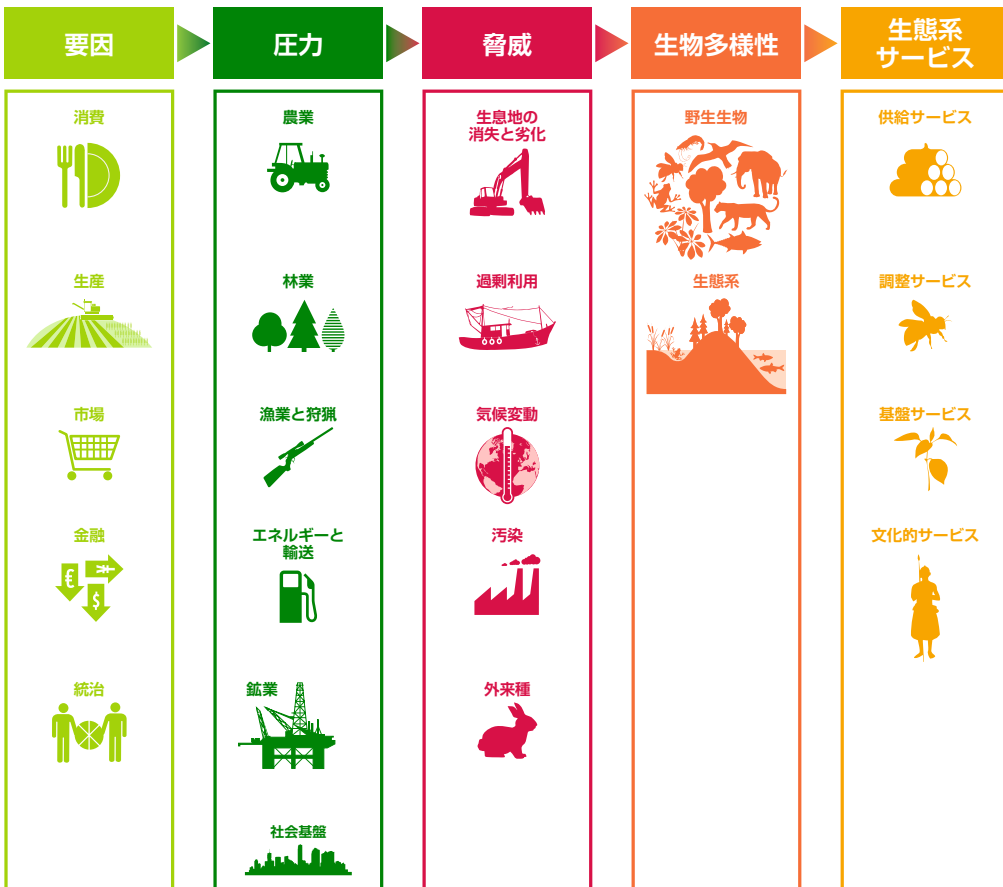 要因
圧力
脅威
生物多様性
生態系
サービス
消費
生産
市場
金融
€
¥
$
統治
農業
林業
漁業と狩猟
エネルギーと
輸送
鉱業
社会基盤
生息地の
消失と劣化
過剰利用
気候変動
汚染
外来種
野生生物
生態系
供給サービス
調整サービス
基盤サービス
文化的サービス